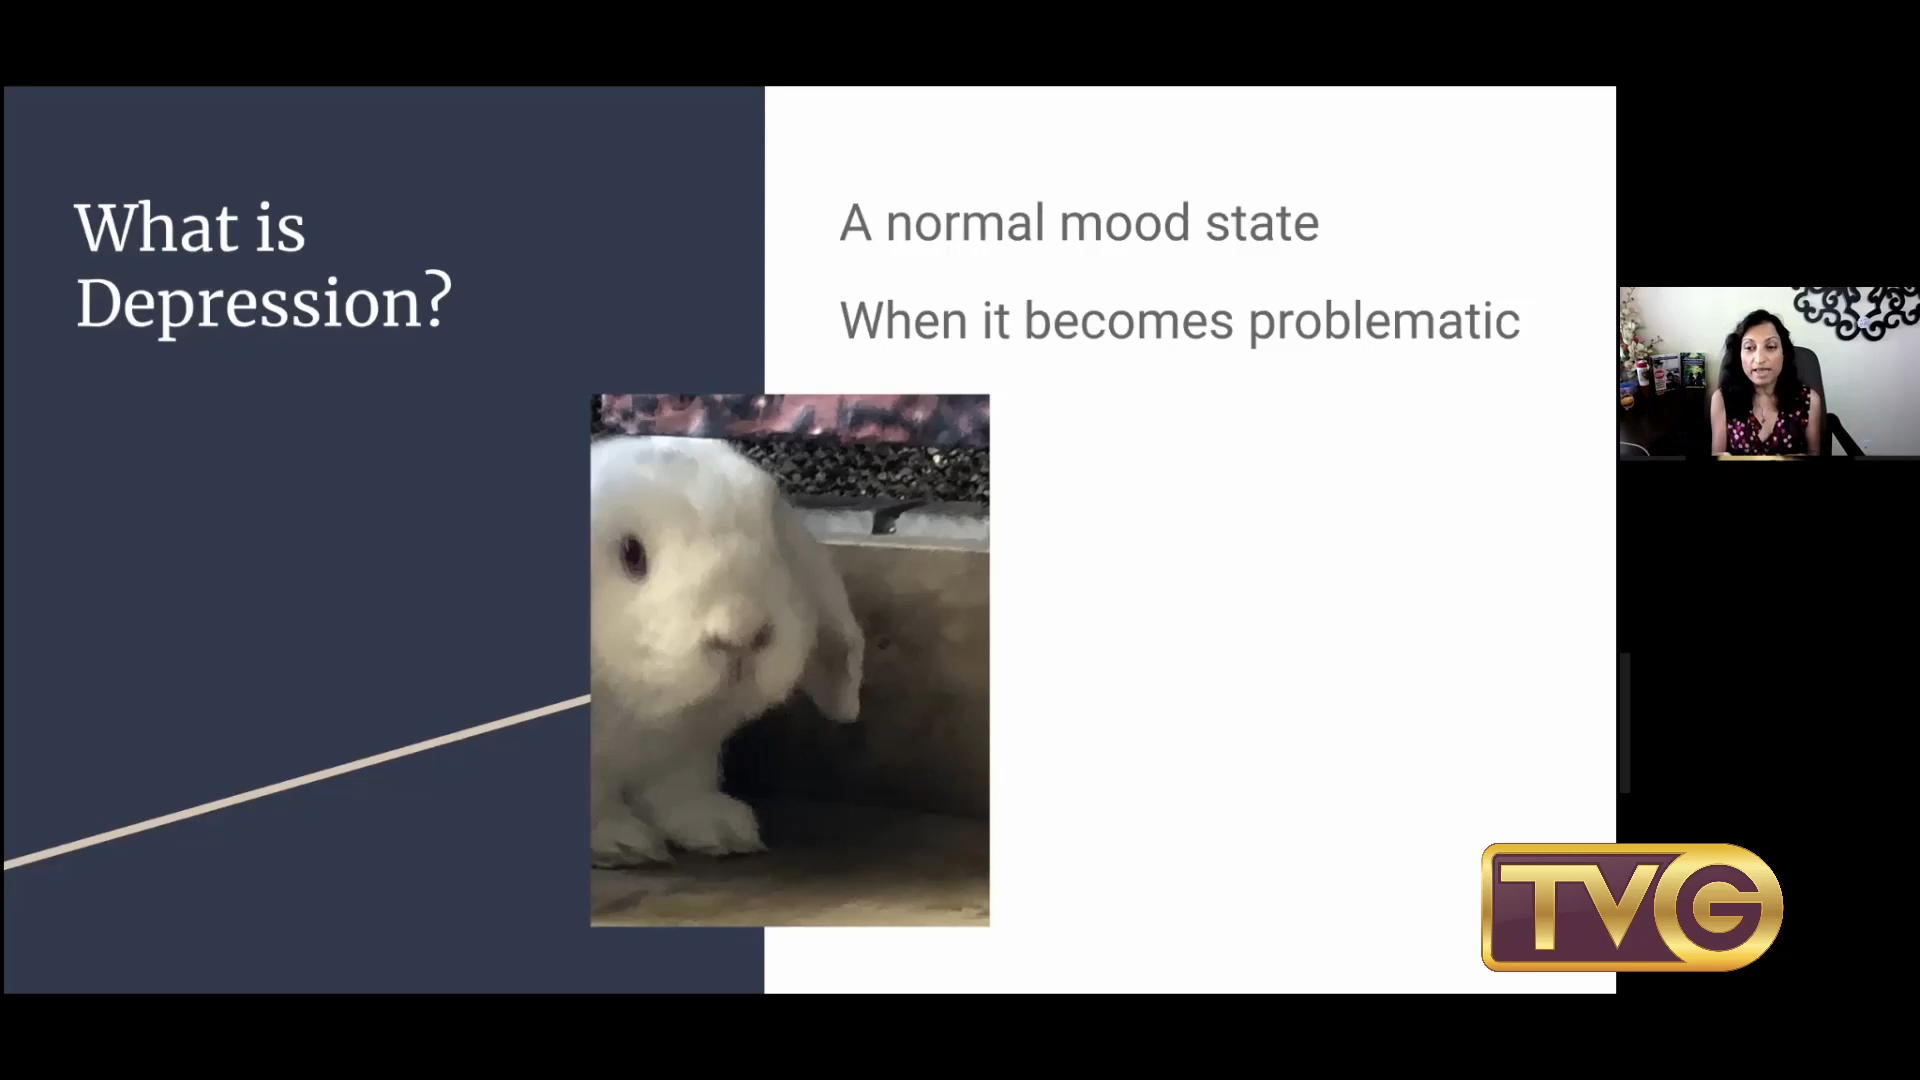 What is
Depression?
A normal mood state
When it becomes problematic
TVG